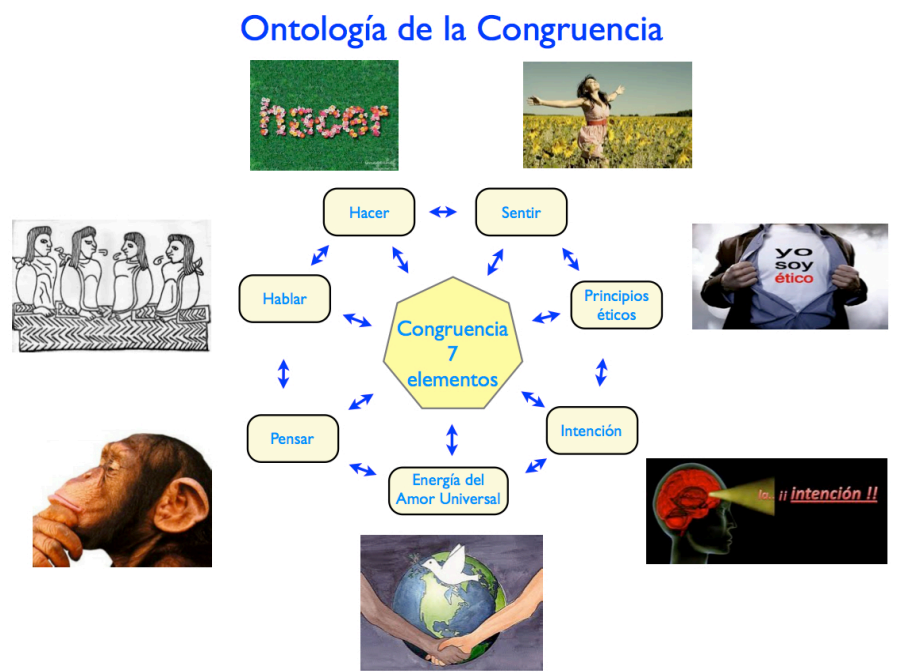 Ontología de la Congruencia
hacer
Hacer
Sentir
yo
soy
ético
Hablar
Principios
éticos
Congruencia
7
elementos
Pensar
Intención
Energía del
Amor Universal
la.. ¡¡ intención !!